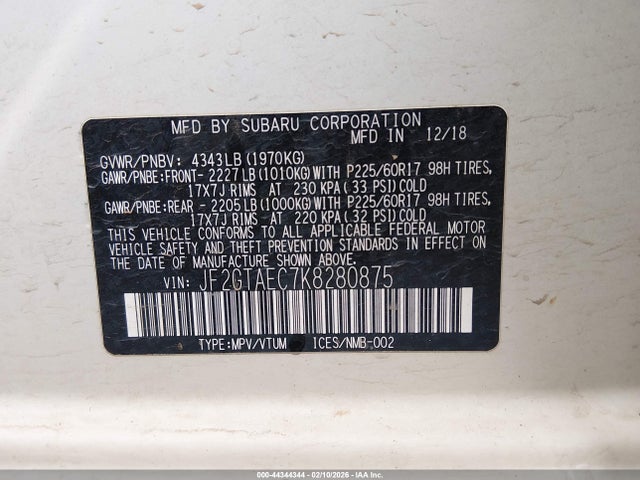 MFD BY SUBARU CORPORATION
MFD IN 12/18
GVWR/PNBV: 4343LB(1970KG)
GAWR/PNBE:FRONT- 2227LB(1010KG)WITH P225/60R17 98H TIRES,
17X7J RIMS AT 230 KPA(33 PSI)COLD
GAWR/PNBE:REAR - 2205LB(1000KG)WITH P225/60R17 98H TIRES,
17X7J RIMS AT 220 KPA(32 PSI)COLD
THIS VEHICLE CONFORMS TO ALL APPLICABLE FEDERAL MOTOR
VEHICLE SAFETY AND THEFT PREVENTION STANDARDS IN EFFECT ON
THE DATE OF MANUFACTURE SHOWN ABOVE.
VIN: JF2GTAEC7K8280875
TYPE:MPV/VTUM ICES/NMB-002
000-44344344 - 02/10/2026 - IAAI.CA